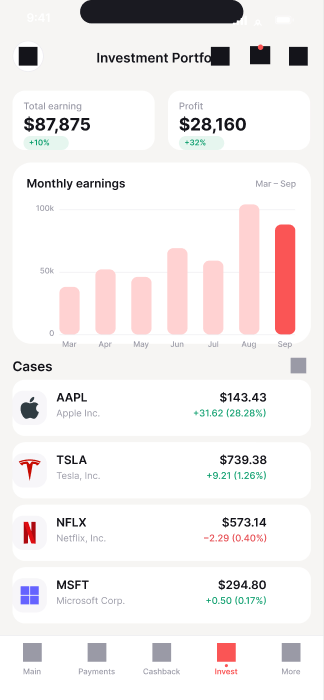 9:41
Investment Portfo
Total earning
$87,875
+10%
Profit
$28,160
+32%
Monthly earnings
Mar – Sep
100k
50k
0
Mar Apr May Jun Jul Aug Sep
Cases
AAPL
$143.43
Apple Inc.
+31.62 (28.28%)
TSLA
$739.38
Tesla, Inc.
+9.21 (1.26%)
NFLX
$573.14
Netflix, Inc.
−2.29 (0.40%)
MSFT
$294.80
Microsoft Corp.
+0.50 (0.17%)
Main Payments Cashback Invest More